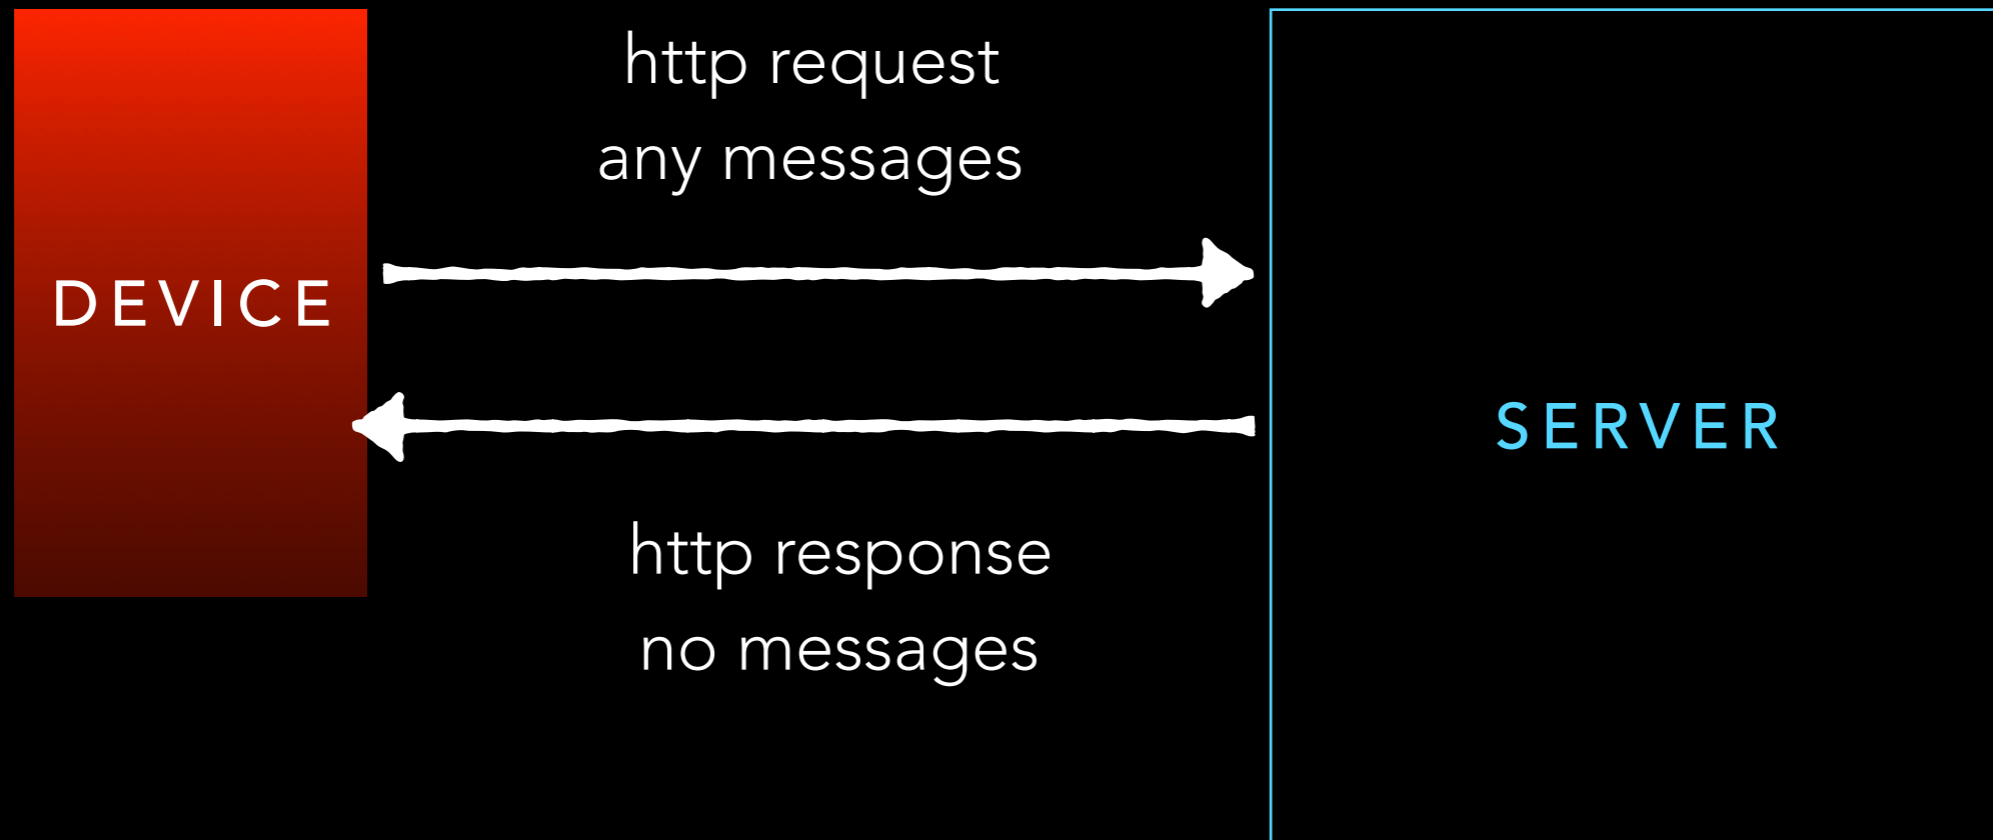 http request
any messages
DEVICE
SERVER
http response
no messages